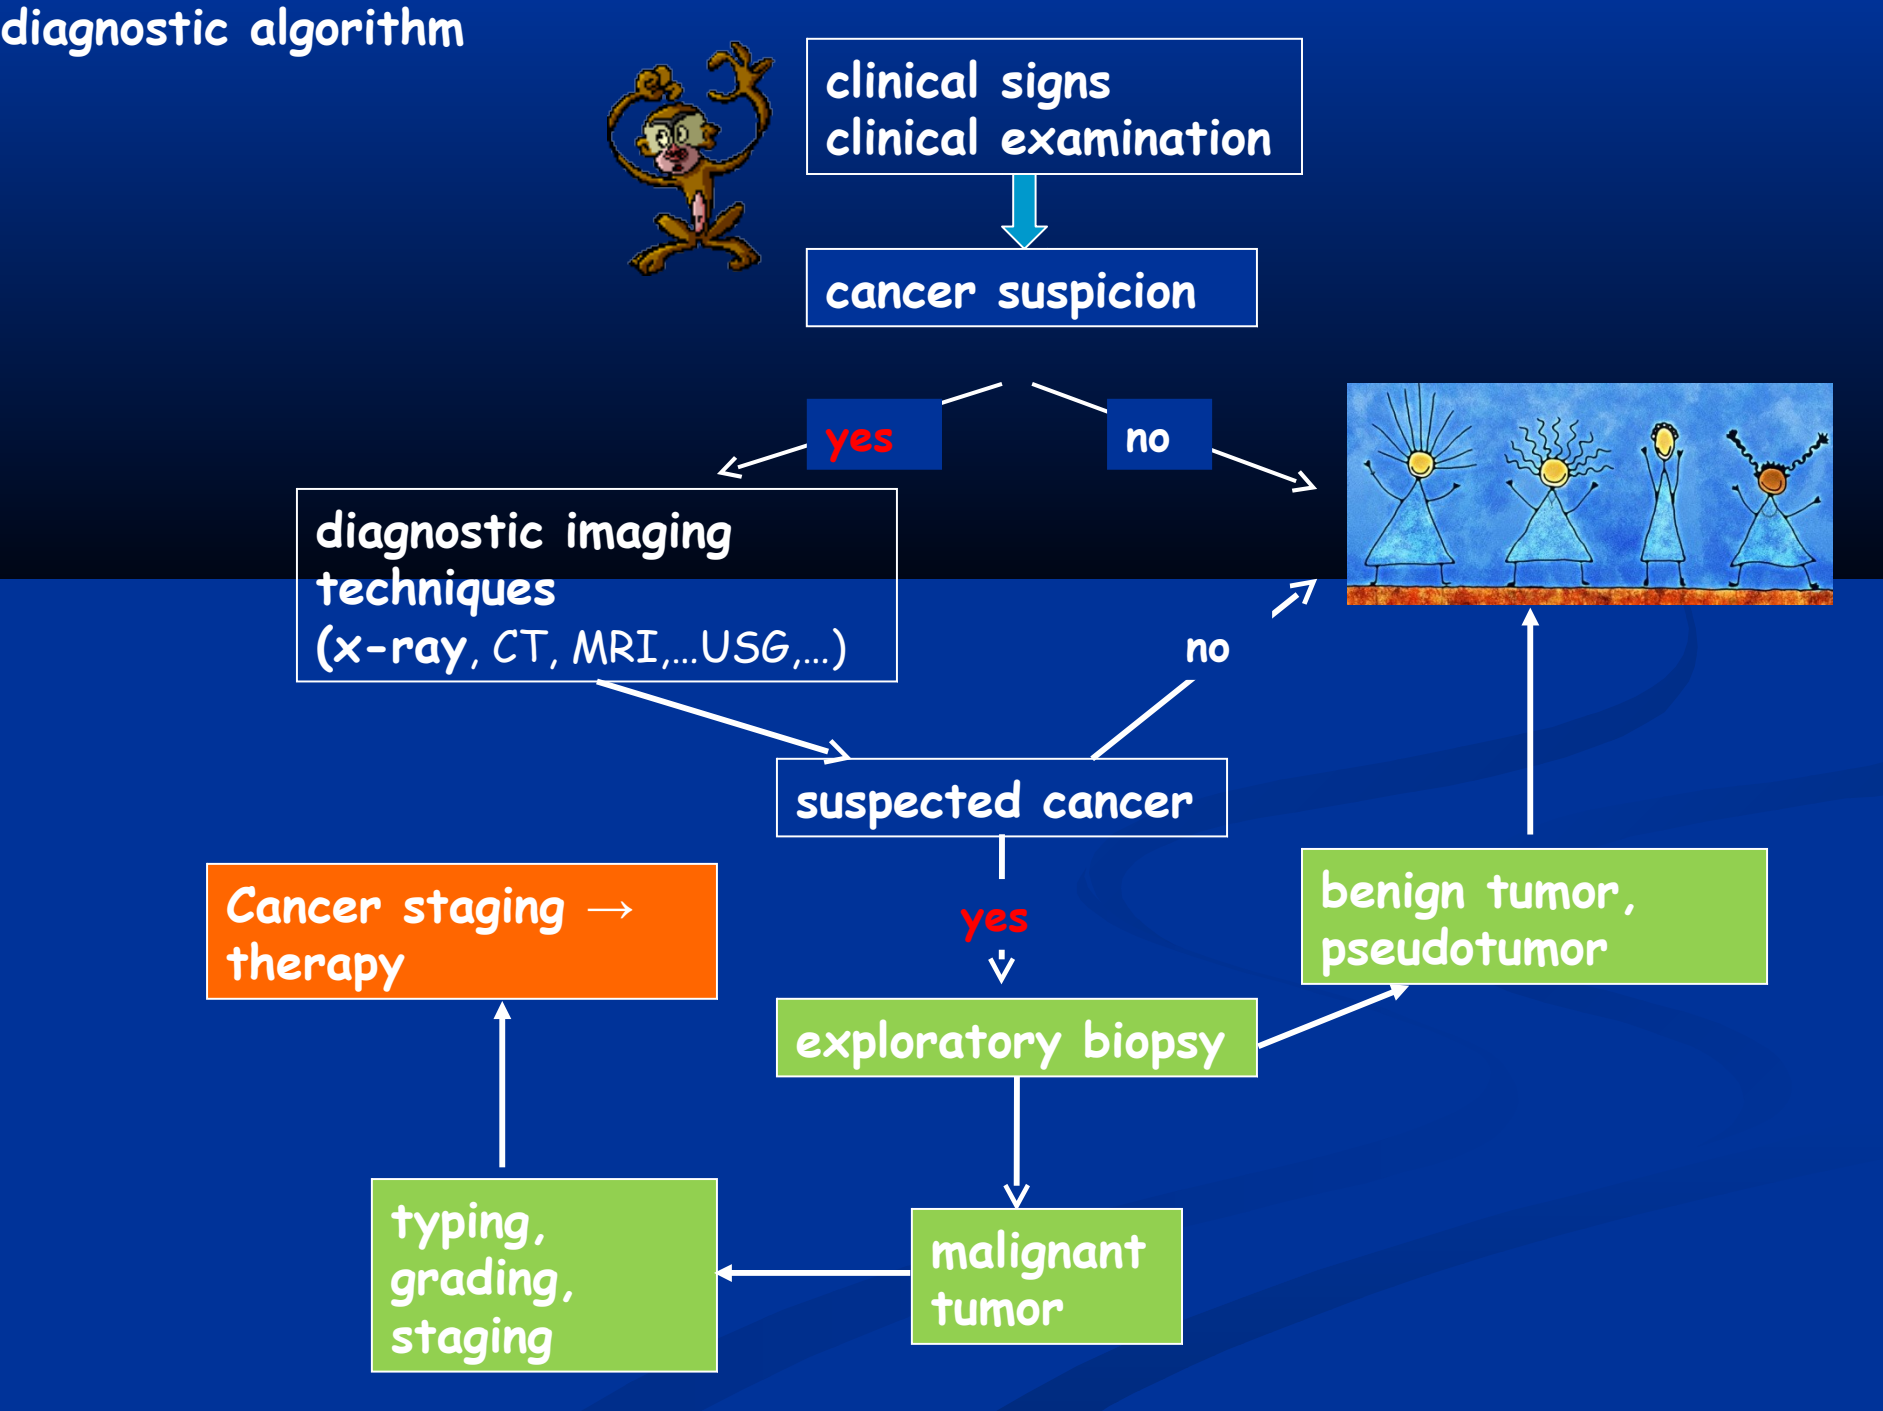 diagnostic algorithm
clinical signs
clinical examination
cancer suspicion
yes
no
diagnostic imaging
techniques
(x-ray, CT, MRI,...USG,...)
no
suspected cancer
yes
Cancer staging →
therapy
benign tumor,
pseudotumor
exploratory biopsy
typing,
grading,
staging
malignant
tumor